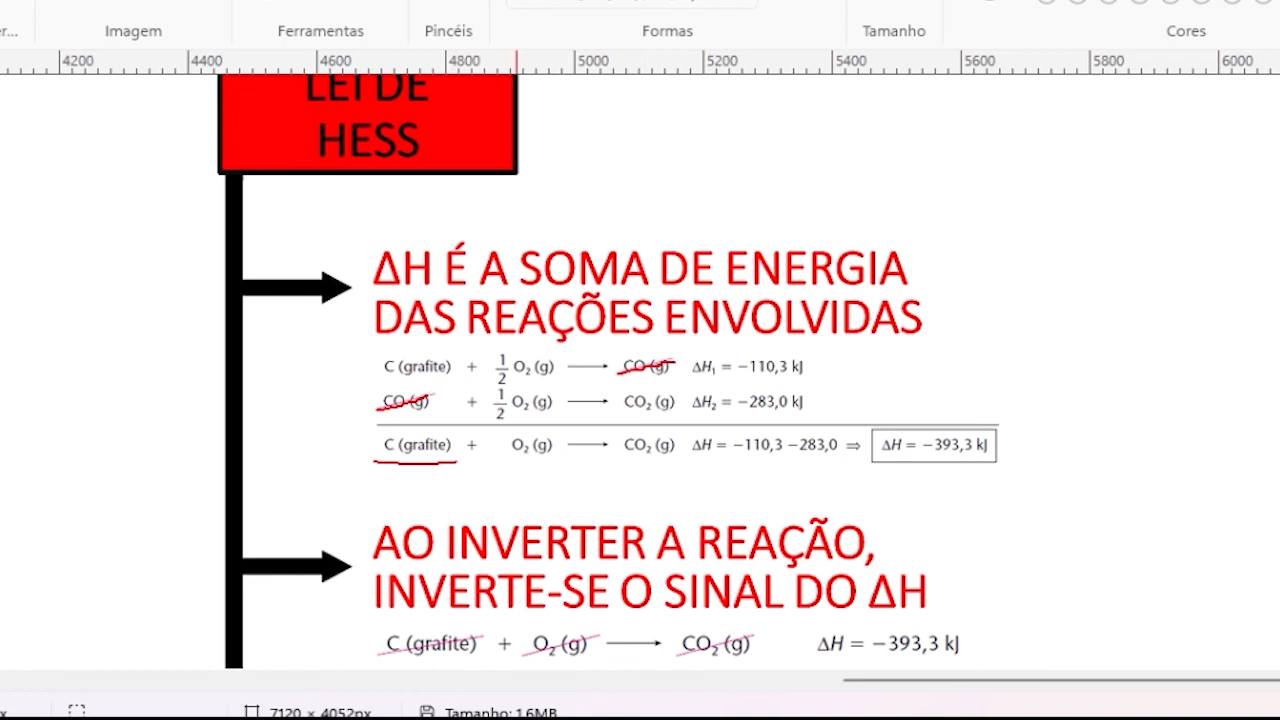 er...
Imagem
Ferramentas
Pincéis
Formas
Tamanho
Cores
4200 4400 4600 4800 5000 5200 5400 5600 5800 6000
LEI DE
HESS
ΔH É A SOMA DE ENERGIA
DAS REAÇÕES ENVOLVIDAS
C (grafite) + 1/2 O₂ (g) ⟶ CO (g) ΔH₁ = −110,3 kJ
CO (g) + 1/2 O₂ (g) ⟶ CO₂ (g) ΔH₂ = −283,0 kJ
C (grafite) + O₂ (g) ⟶ CO₂ (g) ΔH = −110,3 −283,0 ⇒ ΔH = −393,3 kJ
AO INVERTER A REAÇÃO,
INVERTE-SE O SINAL DO ΔH
C (grafite) + O₂ (g) ⟶ CO₂ (g) ΔH = −393,3 kJ
x
7120 × 4052px
Tamanho: 1,6MB